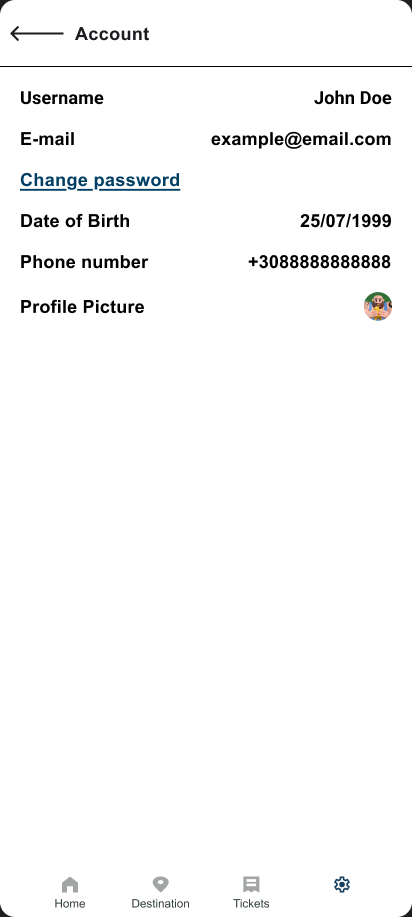 Account
Username John Doe
E-mail example@email.com
Change password
Date of Birth 25/07/1999
Phone number +3088888888888
Profile Picture
Home Destination Tickets